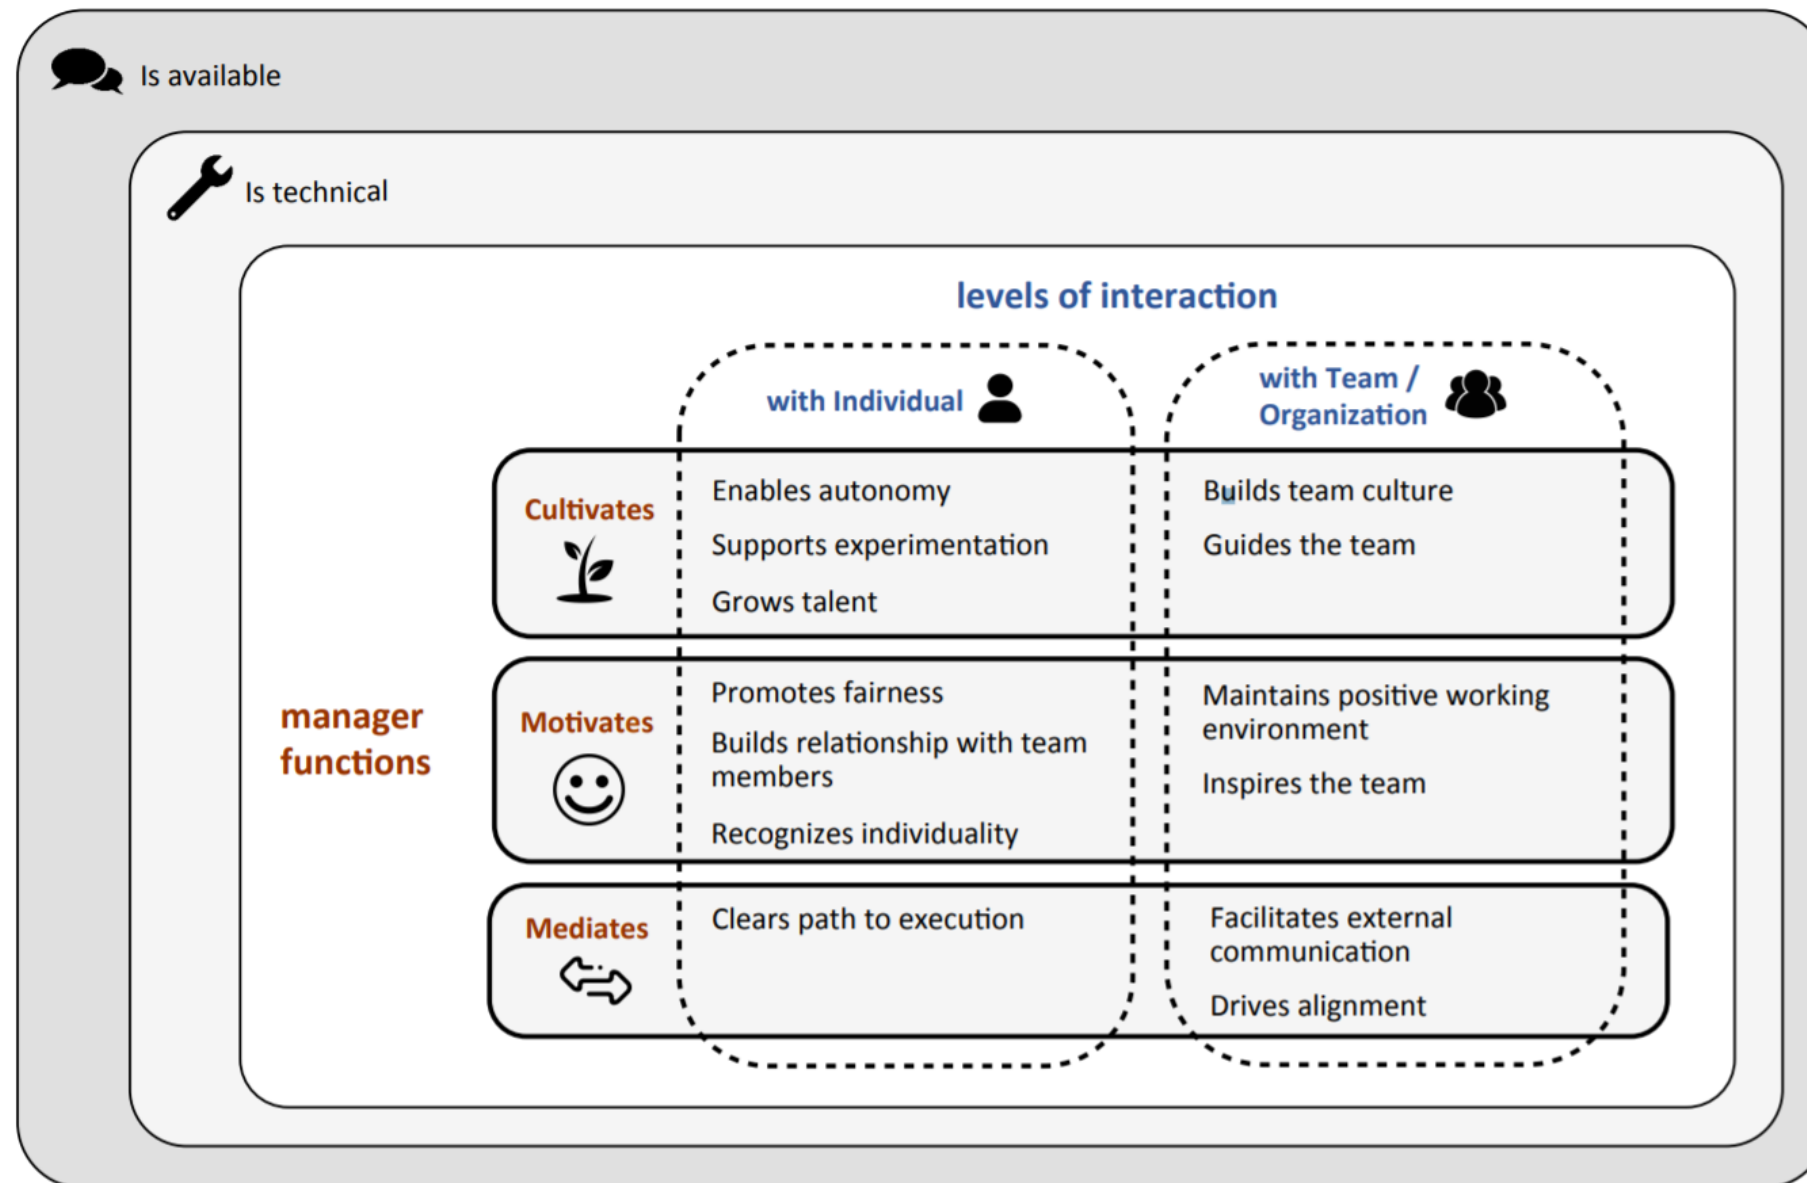 Is available
Is technical
levels of interaction
with Individual
with Team /
Organization
manager
functions
Cultivates
Enables autonomy
Supports experimentation
Grows talent
Builds team culture
Guides the team
Motivates
Promotes fairness
Builds relationship with team
members
Recognizes individuality
Maintains positive working
environment
Inspires the team
Mediates
Clears path to execution
Facilitates external
communication
Drives alignment